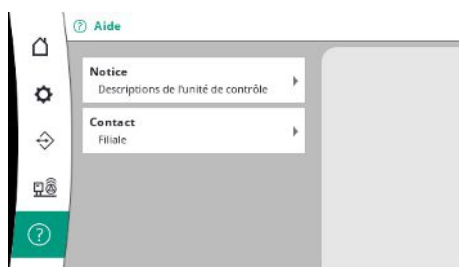 Aide
Notice
Descriptions de l'unité de contrôle
Contact
Filiale